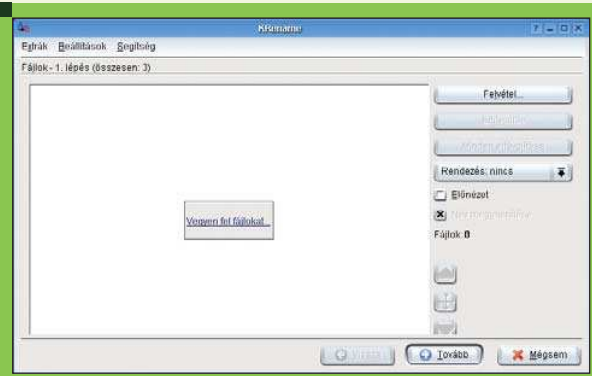 KRename
Extrák Beállítások Segítség
Fájlok - 1. lépés (összesen: 3)
Felvétel...
Rendezés: nincs
Előnézet
Vegyen fel fájlokat...
Fájlok: 0
Tovább
Mégsem